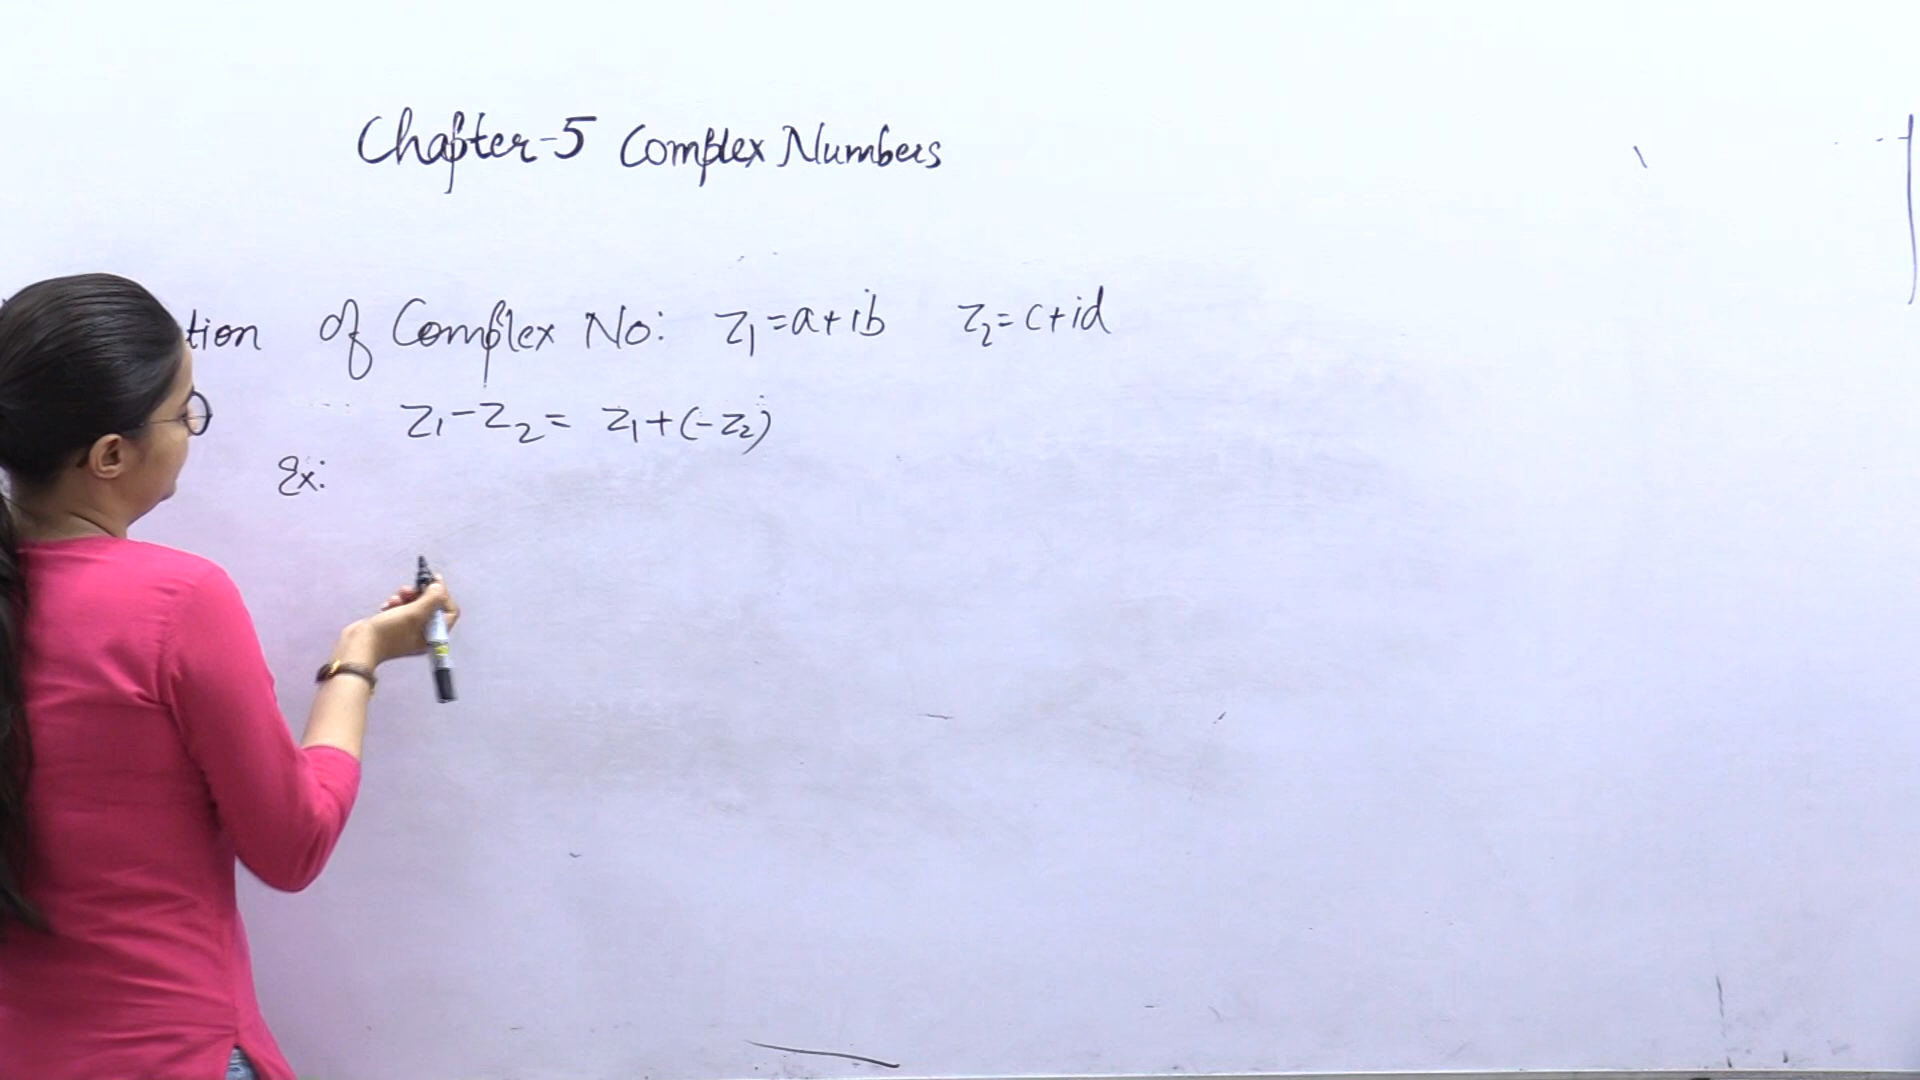 Chapter-5 Complex Numbers
tion of Complex No: Z₁=a+ib Z₂=c+id
Z₁-Z₂= Z₁+(-Z₂)
Ex: